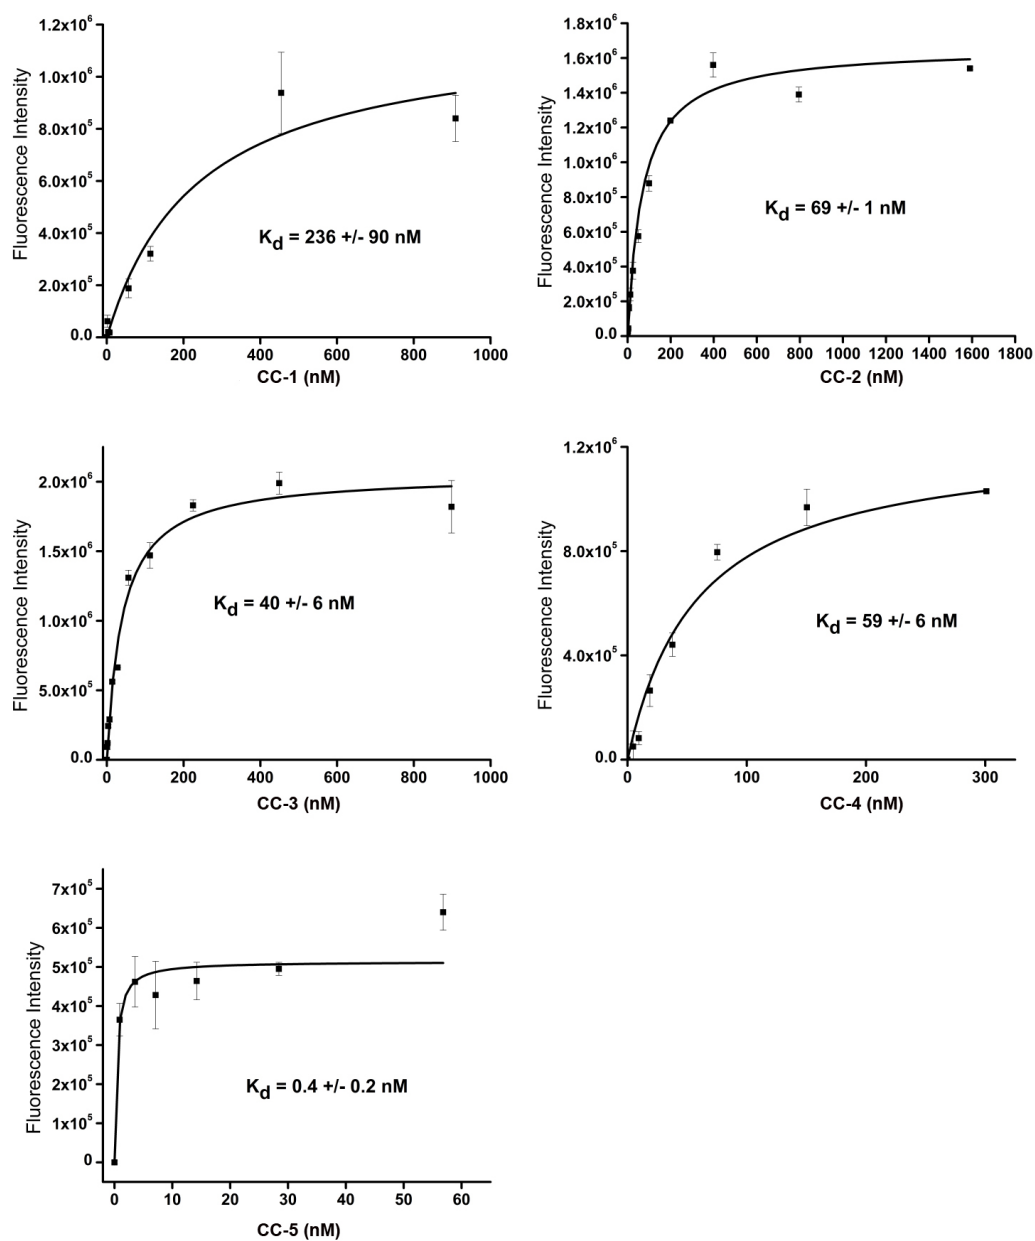 Fluorescence Intensity
1.2x10⁶
1.0x10⁶
8.0x10⁵
6.0x10⁵
4.0x10⁵
2.0x10⁵
0.0
Kd = 236 +/- 90 nM
0 200 400 600 800 1000
CC-1 (nM)
Fluorescence Intensity
1.8x10⁶
1.6x10⁶
1.4x10⁶
1.2x10⁶
1.0x10⁶
8.0x10⁵
6.0x10⁵
4.0x10⁵
2.0x10⁵
0.0
Kd = 69 +/- 1 nM
0 200 400 600 800 1000 1200 1400 1600 1800
CC-2 (nM)
Fluorescence Intensity
2.0x10⁶
1.5x10⁶
1.0x10⁶
5.0x10⁵
0.0
Kd = 40 +/- 6 nM
0 200 400 600 800 1000
CC-3 (nM)
Fluorescence Intensity
1.2x10⁶
8.0x10⁵
4.0x10⁵
0.0
Kd = 59 +/- 6 nM
0 100 200 300
CC-4 (nM)
Fluorescence Intensity
7x10⁵
6x10⁵
5x10⁵
4x10⁵
3x10⁵
2x10⁵
1x10⁵
0
Kd = 0.4 +/- 0.2 nM
0 10 20 30 40 50 60
CC-5 (nM)